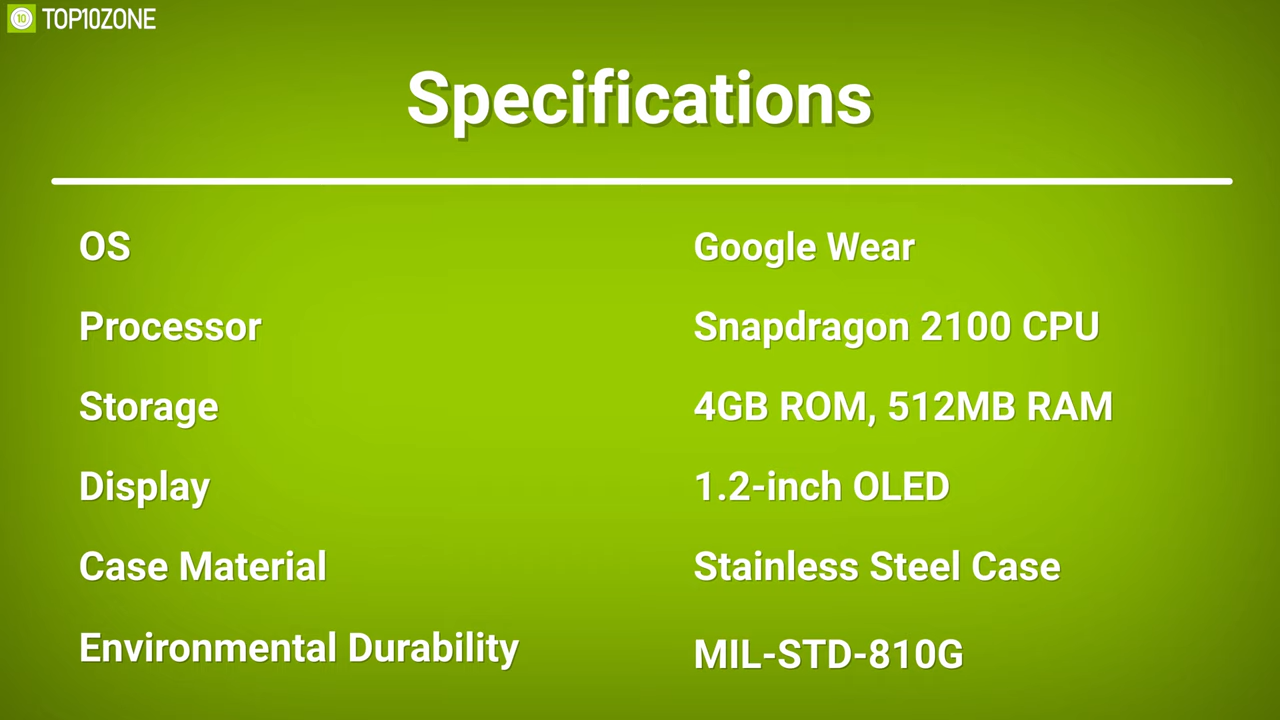 10 TOP10ZONE
Specifications
OS Google Wear
Processor Snapdragon 2100 CPU
Storage 4GB ROM, 512MB RAM
Display 1.2-inch OLED
Case Material Stainless Steel Case
Environmental Durability MIL-STD-810G